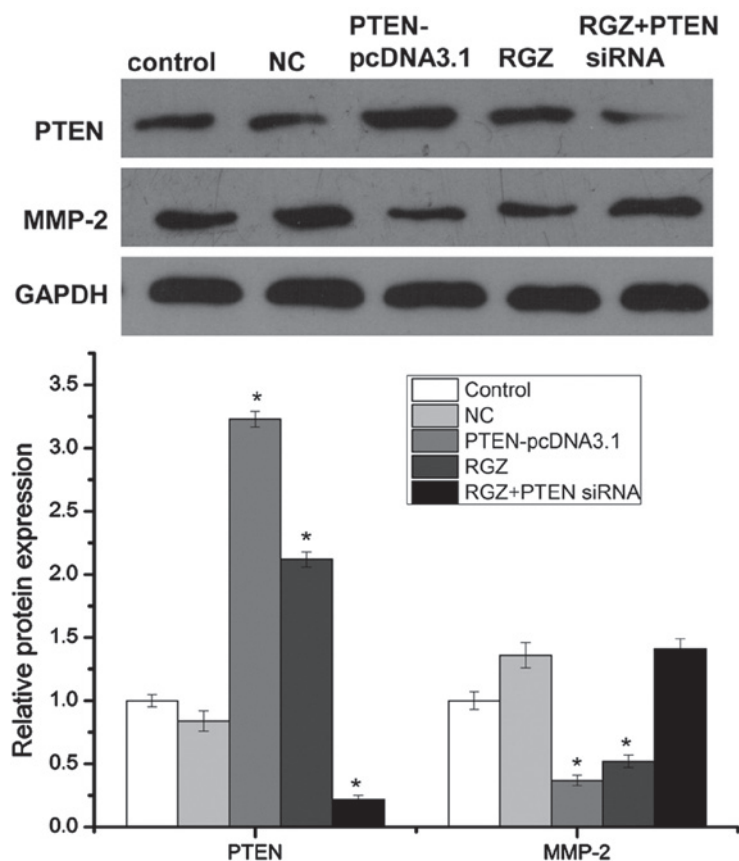 control NC PTEN-pcDNA3.1 RGZ RGZ+PTEN siRNA
PTEN
MMP-2
GAPDH
3.5
3.0
2.5
2.0
1.5
1.0
0.5
0.0
Relative protein expression
*
*
*
*
*
Control
NC
PTEN-pcDNA3.1
RGZ
RGZ+PTEN siRNA
PTEN MMP-2